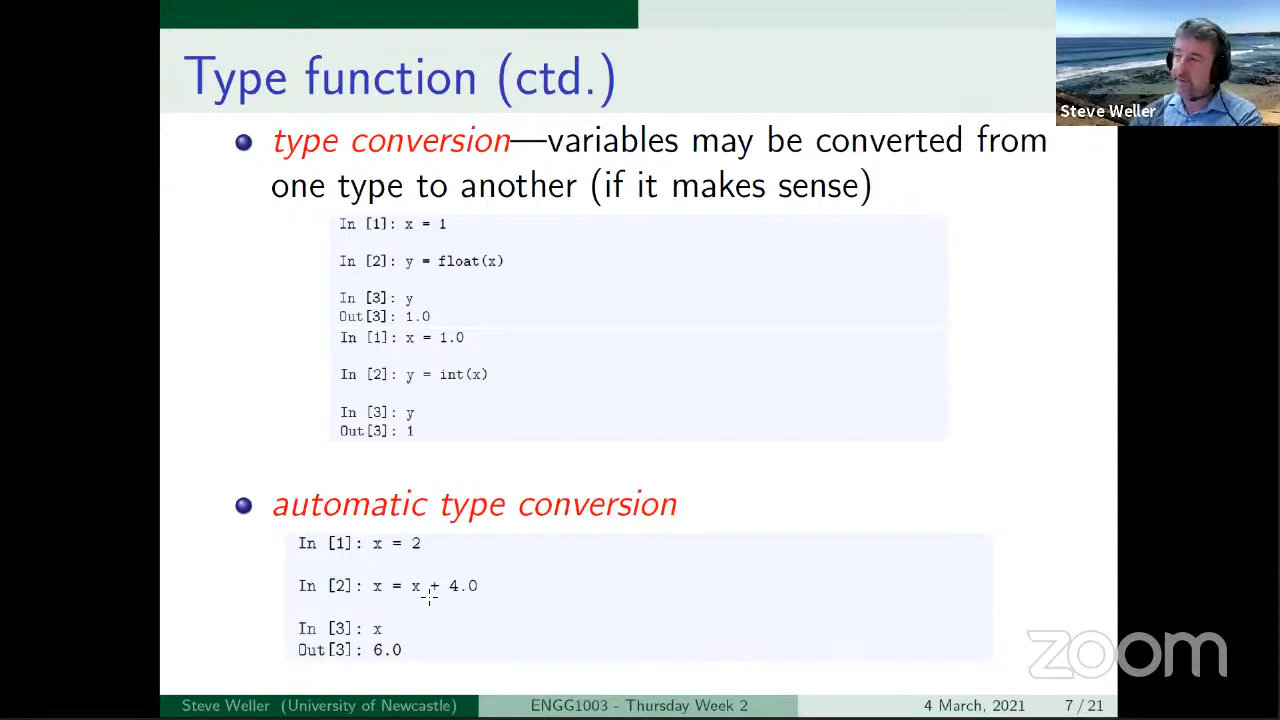 Type function (ctd.)
Steve Weller
type conversion—variables may be converted from
one type to another (if it makes sense)
In [1]: x = 1
In [2]: y = float(x)
In [3]: y
Out[3]: 1.0
In [1]: x = 1.0
In [2]: y = int(x)
In [3]: y
Out[3]: 1
automatic type conversion
In [1]: x = 2
In [2]: x = x + 4.0
In [3]: x
Out[3]: 6.0
zoom
Steve Weller (University of Newcastle) ENGG1003 - Thursday Week 2 4 March, 2021 7 / 21